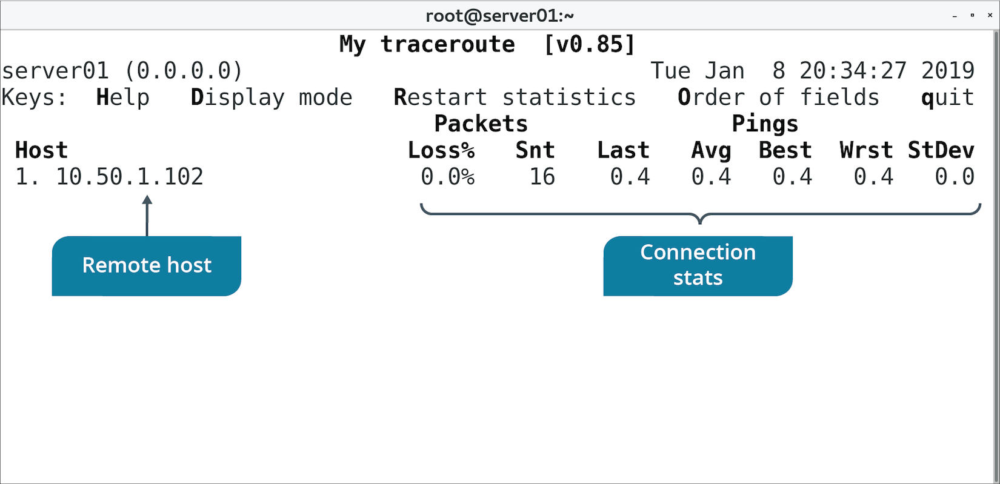 root@server01:~
My traceroute  [v0.85]
server01 (0.0.0.0) Tue Jan  8 20:34:27 2019
Keys:  Help   Display mode   Restart statistics   Order of fields   quit
Packets Pings
Host Loss% Snt Last Avg Best Wrst StDev
1. 10.50.1.102 0.0% 16 0.4 0.4 0.4 0.4 0.0
Remote host
Connection
stats